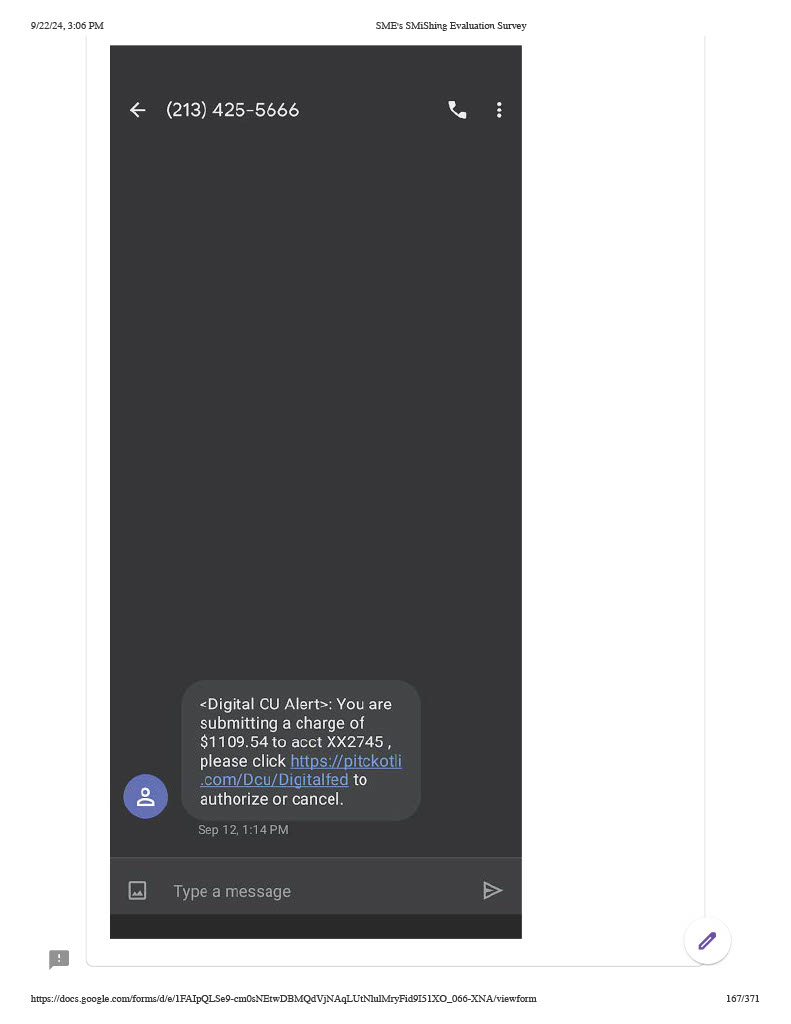 9/22/24, 3:06 PM SME's SMiShing Evaluation Survey
(213) 425-5666
<Digital CU Alert>: You are
submitting a charge of
$1109.54 to acct XX2745 ,
please click https://pitckotli
.com/Dcu/Digitalfed to
authorize or cancel.
Sep 12, 1:14 PM
Type a message
https://docs.google.com/forms/d/e/1FAIpQLSe9-cm0sNEtwDBMQdVjNAqLUtNlulMryFid9I51XO_066-XNA/viewform 167/371